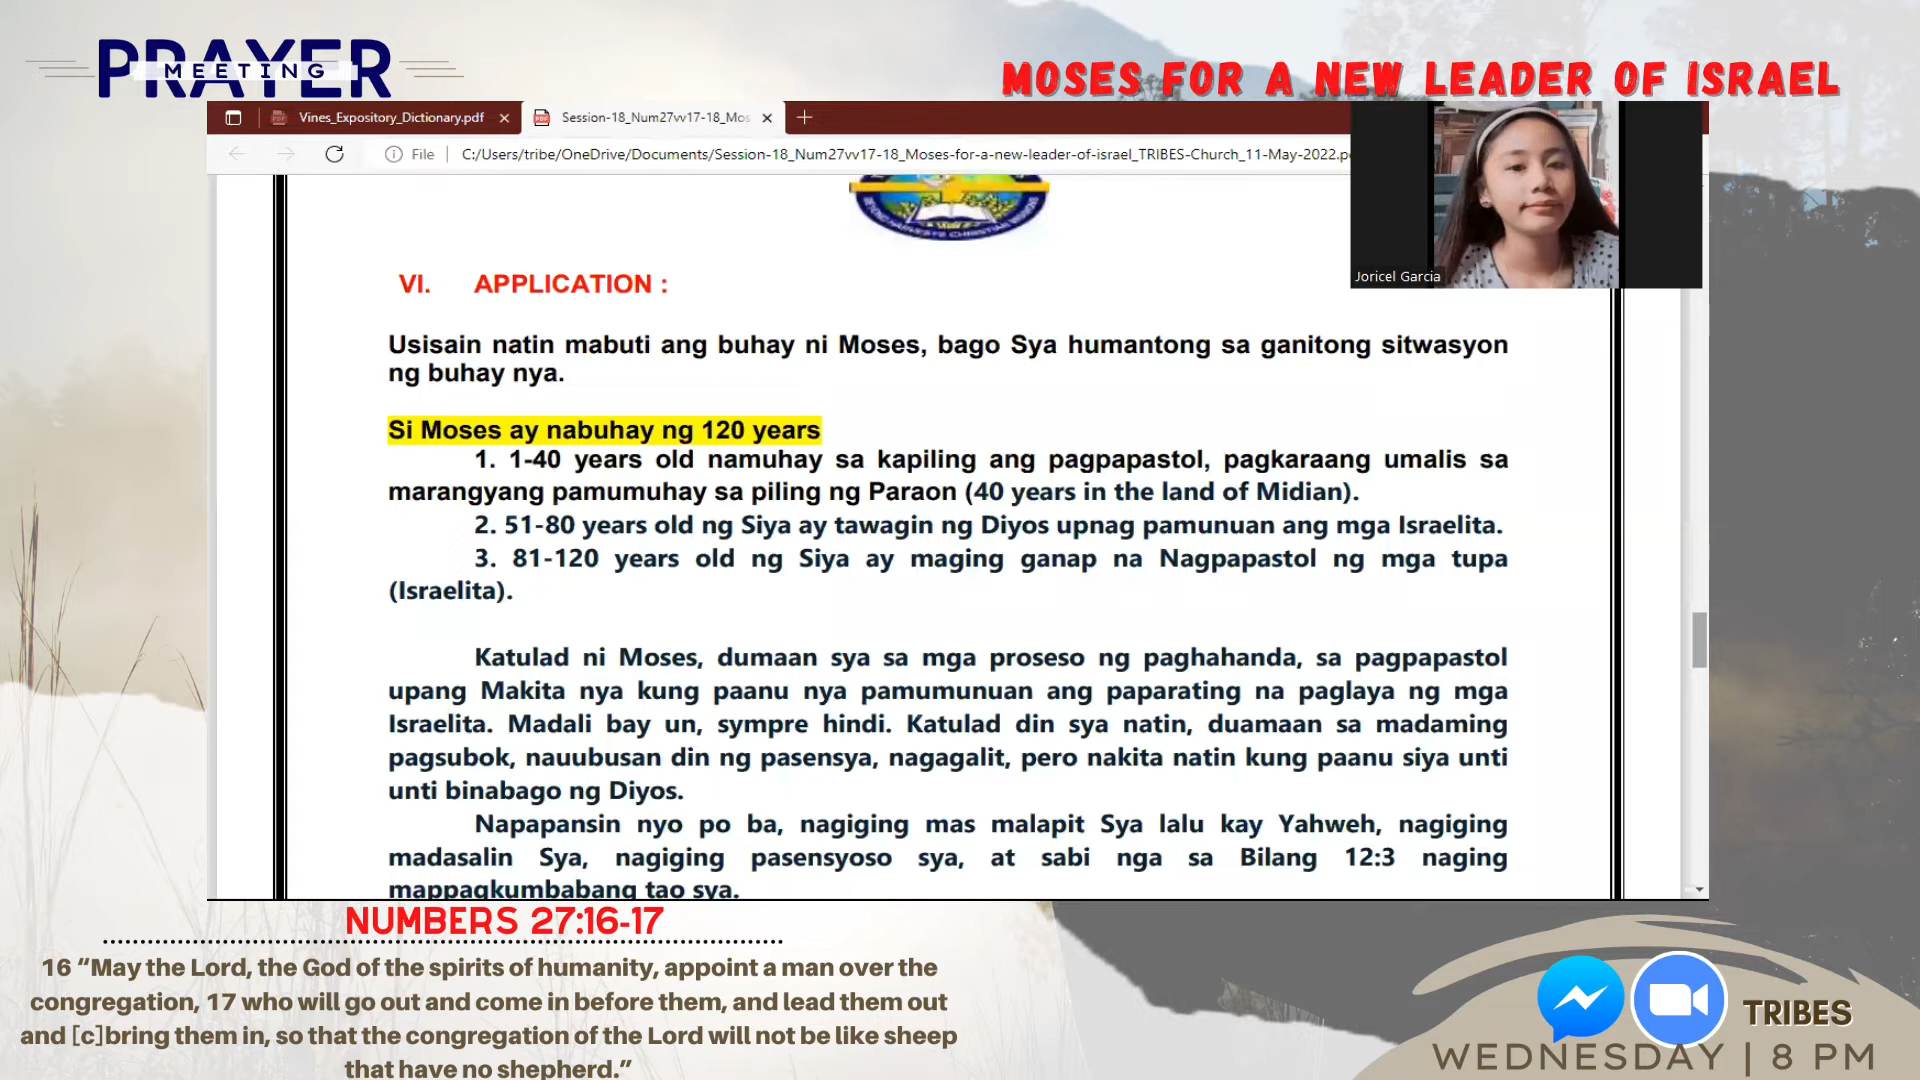 PRAYER
MEETING
MOSES FOR A NEW LEADER OF ISRAEL
Vines_Expository_Dictionary.pdf
Session-18_Num27vv17-18_Mos
File
C:/Users/tribe/OneDrive/Documents/Session-18_Num27vv17-18_Moses-for-a-new-leader-of-israel_TRIBES-Church_11-May-2022.p
Joricel Garcia
VI. APPLICATION :
Usisain natin mabuti ang buhay ni Moses, bago Sya humantong sa ganitong sitwasyon
ng buhay nya.
Si Moses ay nabuhay ng 120 years
1. 1-40 years old namuhay sa kapiling ang pagpapastol, pagkaraang umalis sa
marangyang pamumuhay sa piling ng Paraon (40 years in the land of Midian).
2. 51-80 years old ng Siya ay tawagin ng Diyos upnag pamunuan ang mga Israelita.
3. 81-120 years old ng Siya ay maging ganap na Nagpapastol ng mga tupa
(Israelita).
Katulad ni Moses, dumaan sya sa mga proseso ng paghahanda, sa pagpapastol
upang Makita nya kung paanu nya pamumunuan ang paparating na paglaya ng mga
Israelita. Madali bay un, sympre hindi. Katulad din sya natin, duamaan sa madaming
pagsubok, nauubusan din ng pasensya, nagagalit, pero nakita natin kung paanu siya unti
unti binabago ng Diyos.
Napapansin nyo po ba, nagiging mas malapit Sya lalu kay Yahweh, nagiging
madasalin Sya, nagiging pasensyoso sya, at sabi nga sa Bilang 12:3 naging
mappagkumbabang tao sya.
NUMBERS 27:16-17
16 “May the Lord, the God of the spirits of humanity, appoint a man over the
congregation, 17 who will go out and come in before them, and lead them out
and [c]bring them in, so that the congregation of the Lord will not be like sheep
that have no shepherd.”
TRIBES
WEDNESDAY | 8 PM